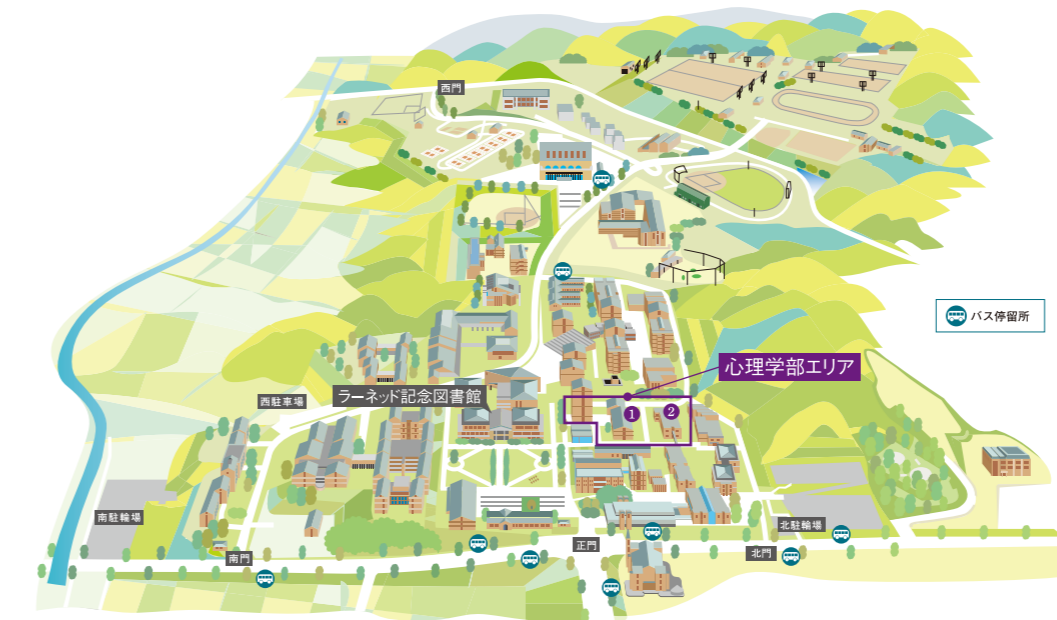 西門
バス停留所
心理学部エリア
ラーネッド記念図書館
西駐車場
1
2
南駐輪場
正門
北駐輪場
南門
北門